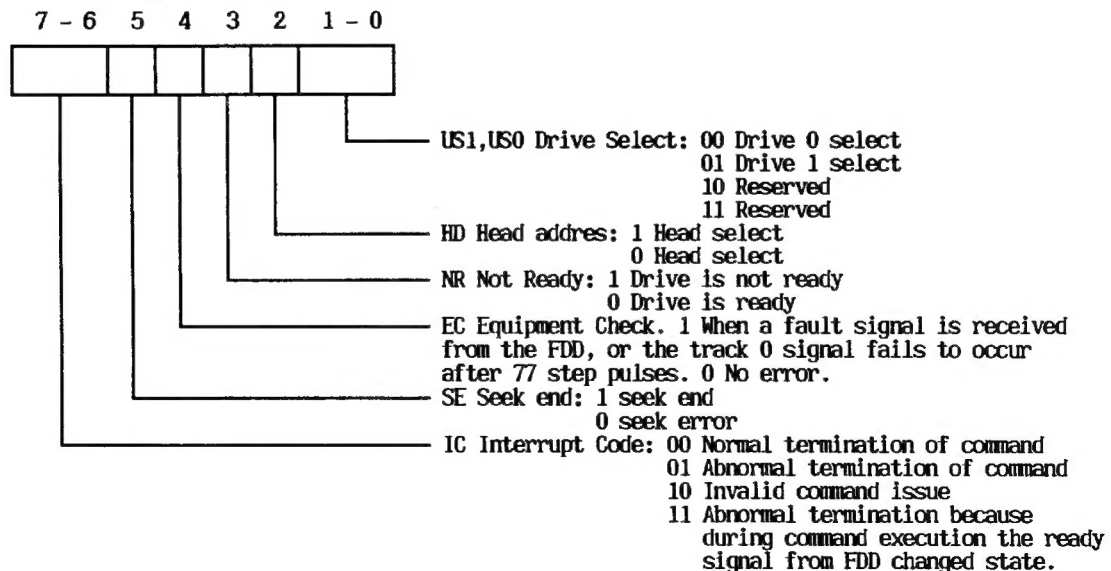 7 - 6 5 4 3 2 1 - 0
US1,US0 Drive Select: 00 Drive 0 select
01 Drive 1 select
10 Reserved
11 Reserved
HD Head addres: 1 Head select
0 Head select
NR Not Ready: 1 Drive is not ready
0 Drive is ready
EC Equipment Check. 1 When a fault signal is received
from the FDD, or the track 0 signal fails to occur
after 77 step pulses. 0 No error.
SE Seek end: 1 seek end
0 seek error
IC Interrupt Code: 00 Normal termination of command
01 Abnormal termination of command
10 Invalid command issue
11 Abnormal termination because
during command execution the ready
signal from FDD changed state.